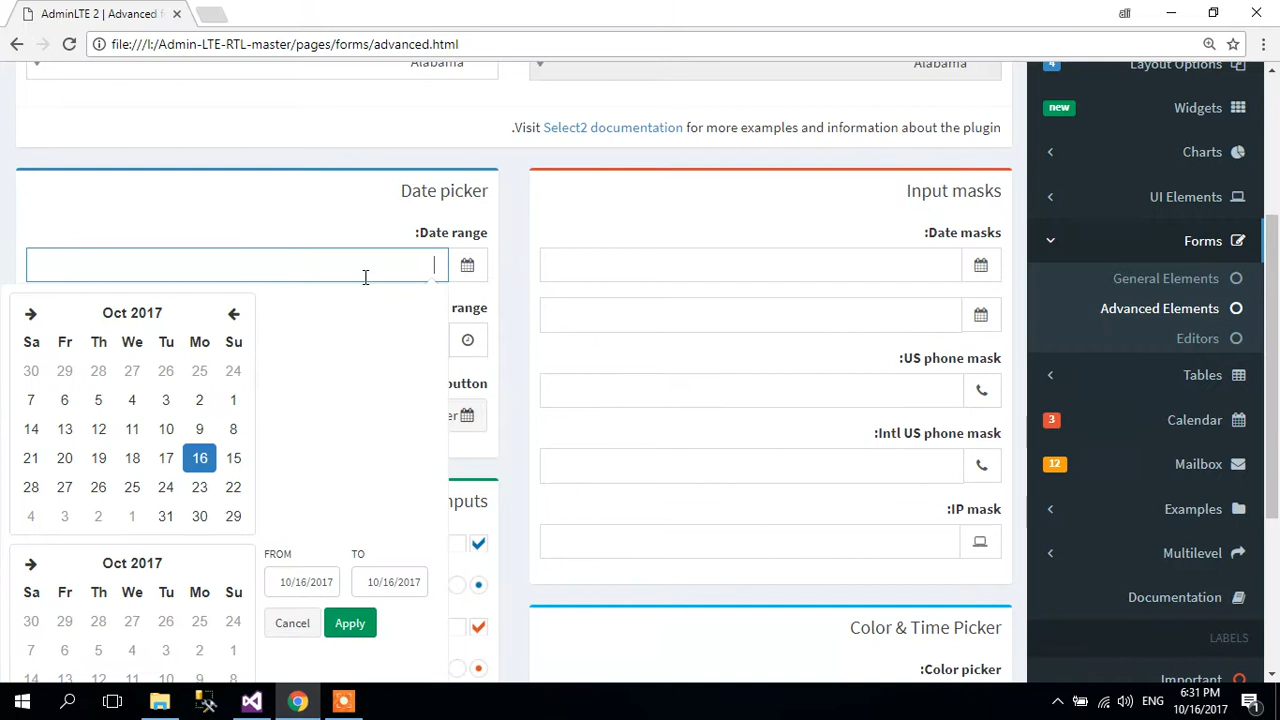 AdminLTE 2 | Advanced f
all
file:///I:/Admin-LTE-RTL-master/pages/forms/advanced.html
Alabama
Alabama
.Visit Select2 documentation for more examples and information about the plugin
Date picker
:Date range
Oct 2017
Sa Fr Th We Tu Mo Su
30 29 28 27 26 25 24
7 6 5 4 3 2 1
14 13 12 11 10 9 8
21 20 19 18 17 16 15
28 27 26 25 24 23 22
4 3 2 1 31 30 29
range
utton
er
nputs
Oct 2017
Sa Fr Th We Tu Mo Su
30 29 28 27 26 25 24
7 6 5 4 3 2 1
14 13 12 11 10 9 8
FROM TO
10/16/2017 10/16/2017
Cancel Apply
Input masks
:Date masks
:US phone mask
:Intl US phone mask
:IP mask
Color & Time Picker
:Color picker
4 Layout Options
new Widgets
Charts
UI Elements
Forms
General Elements
Advanced Elements
Editors
Tables
3 Calendar
12 Mailbox
Examples
Multilevel
Documentation
LABELS
Important
ENG
6:31 PM
10/16/2017
1